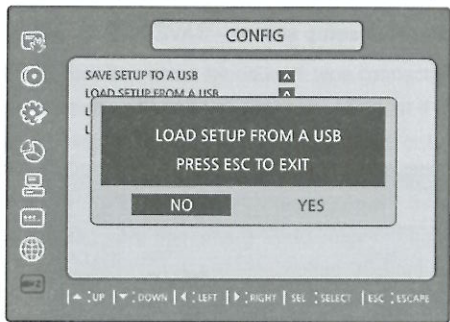 CONFIG
SAVE SETUP TO A USB
LOAD SETUP FROM A USB
L
L
LOAD SETUP FROM A USB
PRESS ESC TO EXIT
NO YES
UP DOWN LEFT RIGHT SEL SELECT ESC ESCAPE